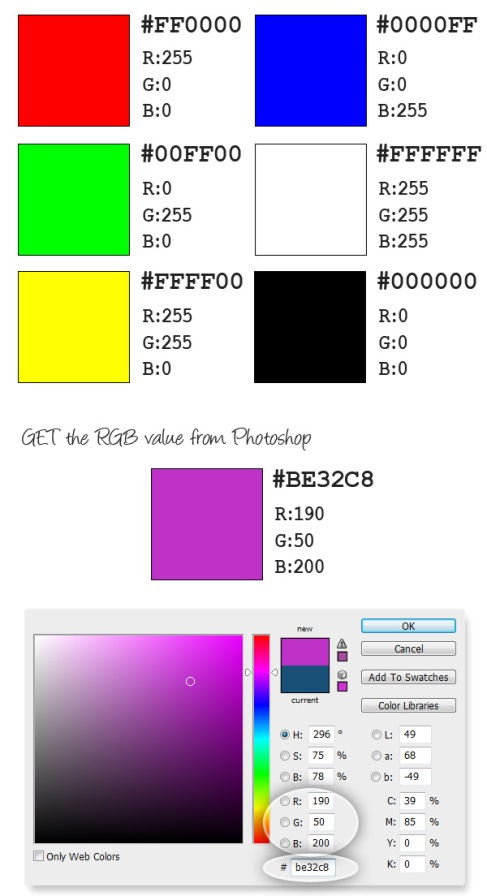 #FF0000
R:255
G:0
B:0
#0000FF
R:0
G:0
B:255
#00FF00
R:0
G:255
B:0
#FFFFFF
R:255
G:255
B:255
#FFFF00
R:255
G:255
B:0
#000000
R:0
G:0
B:0
GET the RGB value from Photoshop
#BE32C8
R:190
G:50
B:200
new
current
OK
Cancel
Add To Swatches
Color Libraries
H: 296 °
S: 75 %
B: 78 %
R: 190
G: 50
B: 200
# be32c8
L: 49
a: 68
b: -49
C: 39 %
M: 85 %
Y: 0 %
K: 0 %
Only Web Colors